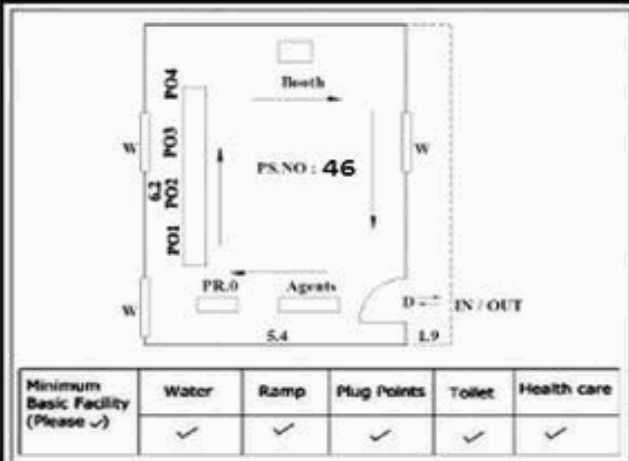 Booth
PO4
PO3
PO2
PO1
W
W
6.2
PS.NO : 46
PR.0
Agents
W
D
IN / OUT
5.4
1.9
Minimum
Basic Facility
(Please ✓)
Water
Ramp
Plug Points
Toilet
Health care
✓
✓
✓
✓
✓